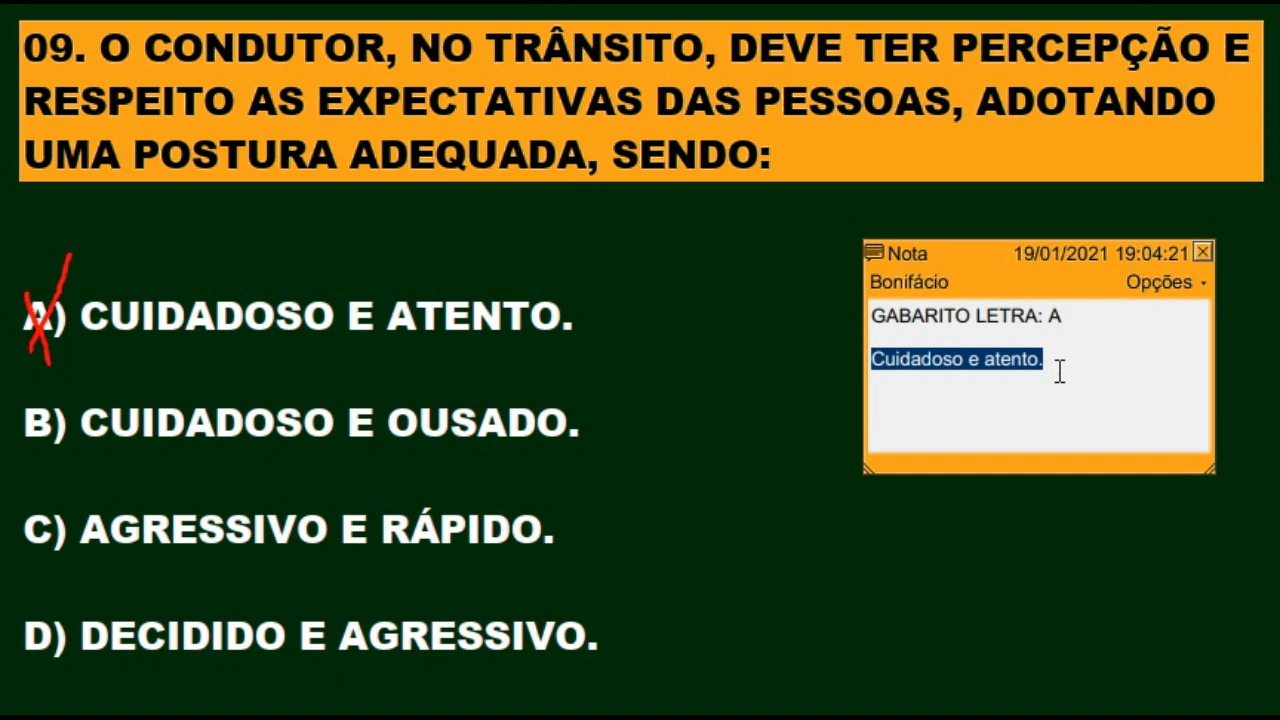 09. O CONDUTOR, NO TRÂNSITO, DEVE TER PERCEPÇÃO E
RESPEITO AS EXPECTATIVAS DAS PESSOAS, ADOTANDO
UMA POSTURA ADEQUADA, SENDO:
A) CUIDADOSO E ATENTO.
B) CUIDADOSO E OUSADO.
C) AGRESSIVO E RÁPIDO.
D) DECIDIDO E AGRESSIVO.
Nota 19/01/2021 19:04:21
Bonifácio Opções
GABARITO LETRA: A
Cuidadoso e atento.